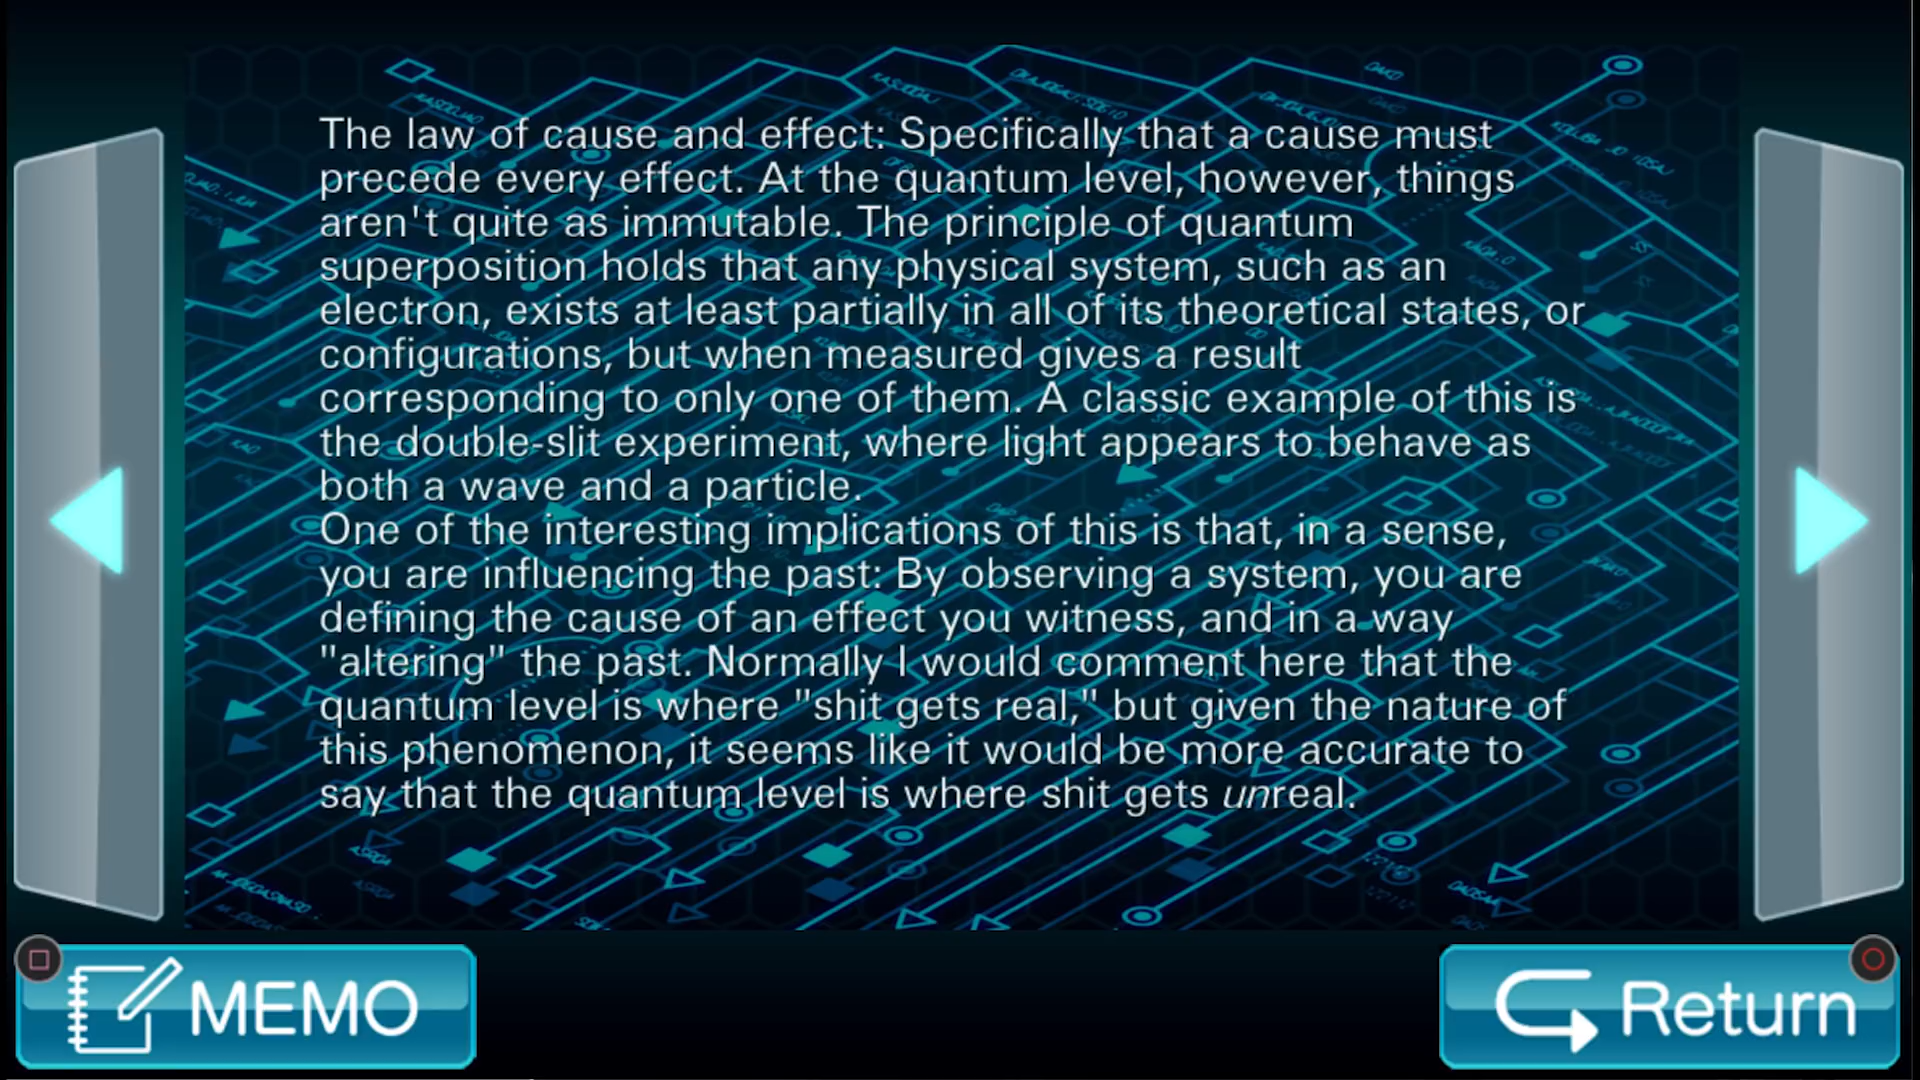 The law of cause and effect: Specifically that a cause must
precede every effect. At the quantum level, however, things
aren't quite as immutable. The principle of quantum
superposition holds that any physical system, such as an
electron, exists at least partially in all of its theoretical states, or
configurations, but when measured gives a result
corresponding to only one of them. A classic example of this is
the double-slit experiment, where light appears to behave as
both a wave and a particle.
One of the interesting implications of this is that, in a sense,
you are influencing the past: By observing a system, you are
defining the cause of an effect you witness, and in a way
"altering" the past. Normally I would comment here that the
quantum level is where "shit gets real," but given the nature of
this phenomenon, it seems like it would be more accurate to
say that the quantum level is where shit gets unreal.
MEMO
Return